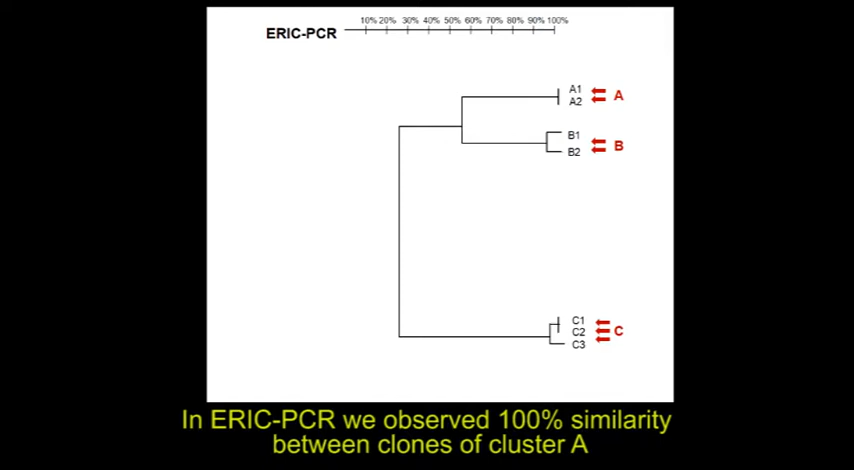 10% 20% 30% 40% 50% 60% 70% 80% 90% 100%
ERIC-PCR
A1
A2
A
B1
B2
B
C1
C2
C3
C
In ERIC-PCR we observed 100% similarity
between clones of cluster A